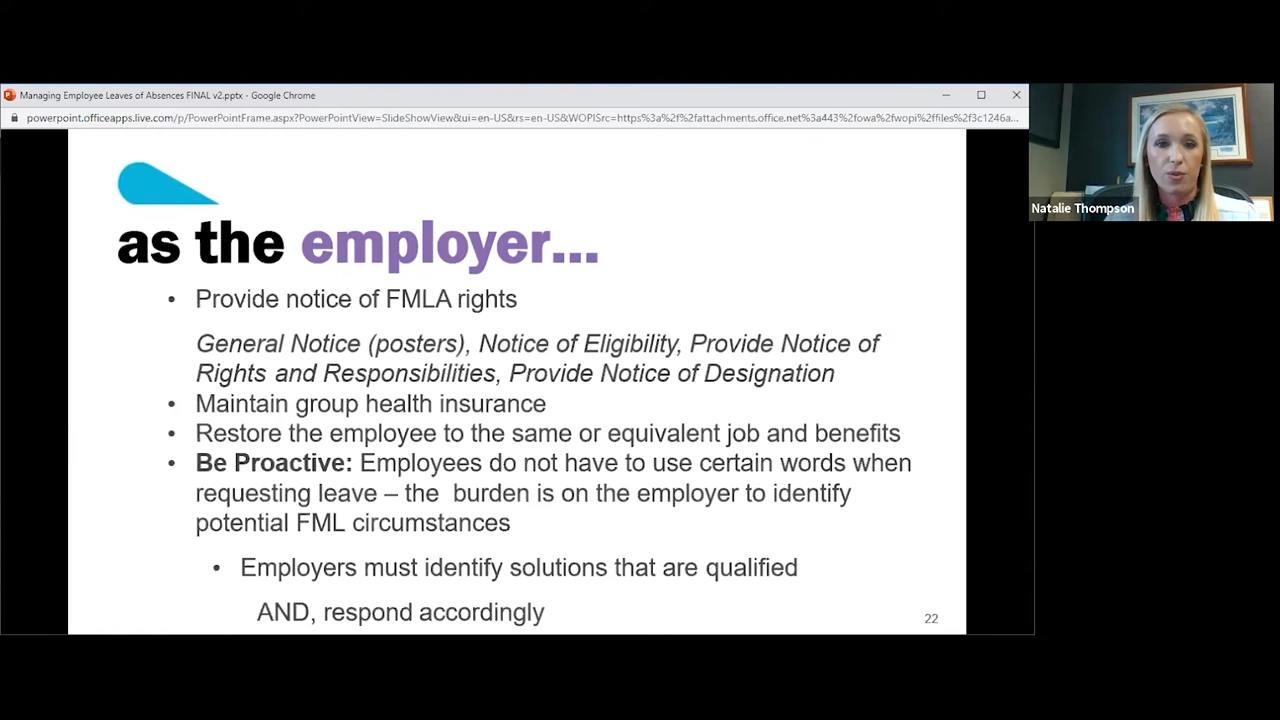 Managing Employee Leaves of Absences FINAL v2.pptx - Google Chrome
powerpoint.officeapps.live.com/p/PowerPointFrame.aspx?PowerPointView=SlideShowView&ui=en-US&rs=en-US&WOPISrc=https%3a%2f%2fattachments.office.net%3a443%2fowa%2fwopi%2ffiles%2f3c1246a...
Natalie Thompson
as the employer...
• Provide notice of FMLA rights
General Notice (posters), Notice of Eligibility, Provide Notice of
Rights and Responsibilities, Provide Notice of Designation
• Maintain group health insurance
• Restore the employee to the same or equivalent job and benefits
• Be Proactive: Employees do not have to use certain words when
requesting leave – the  burden is on the employer to identify
potential FML circumstances
• Employers must identify solutions that are qualified
AND, respond accordingly
22